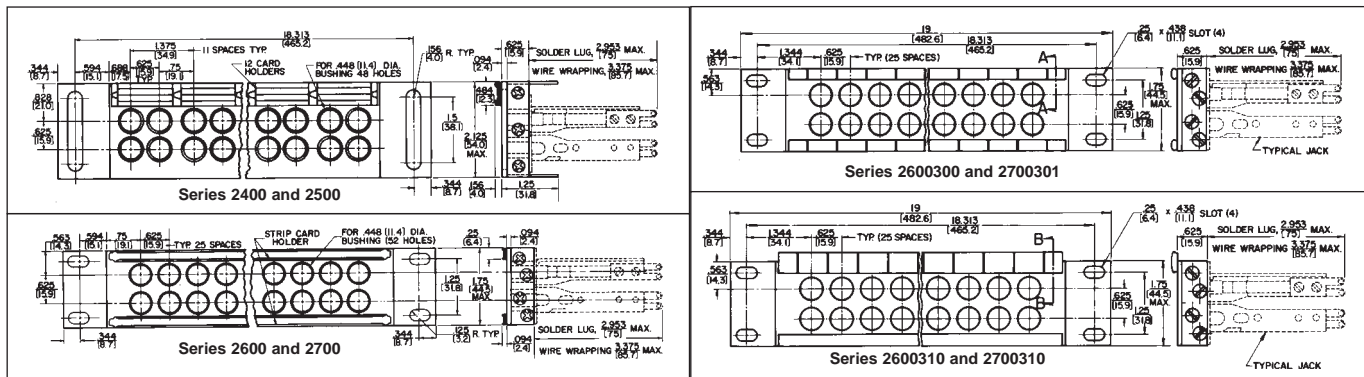 18.313
[465.2]
1.375
[34.9]
11 SPACES TYP.
.344
[8.7]
.594
[15.1]
.688
[17.5]
.625
[15.9]
TYP.
.75
[19.1]
12 CARD
HOLDERS
FOR .448 (11.4) DIA.
BUSHING 48 HOLES
.156
[4.0]
R. TYP.
.094
[2.4]
.625
[15.9]
SOLDER LUG, 2.953 MAX.
[75]
WIRE WRAPPING 3.375 MAX.
[85.7]
.828
[21.0]
.625
[15.9]
.484
[12.3]
1.5
[38.1]
2.125
[54.0]
MAX.
.344
[8.7]
.156
[4.0]
1.25
[31.8]
Series 2400 and 2500
.563
[14.3]
.594
[15.1]
.75
[19.1]
.625
[15.9]
TYP. 25 SPACES
STRIP CARD
HOLDER
FOR .448 (11.4) DIA.
BUSHING (52 HOLES)
.25
[6.4]
.094
[2.4]
.625
[15.9]
1.25
[31.8]
1.75
[44.5]
MAX.
.344
[8.7]
.344
[8.7]
.125
[3.2]
R. TYP.
.094
[2.4]
SOLDER LUG, 2.953 MAX.
[75]
WIRE WRAPPING 3.375 MAX.
[85.7]
Series 2600 and 2700
19
[482.6]
18.313
[465.2]
.25
[6.4]
x .438
[11.1]
SLOT (4)
.344
[8.7]
1.344
[34.1]
.625
[15.9]
TYP. (25 SPACES)
A
A
.563
[14.3]
.625
[15.9]
1.25
[31.8]
1.75
[44.5]
MAX.
.625
[15.9]
SOLDER LUG, 2.953 MAX.
[75]
WIRE WRAPPING 3.375 MAX.
[85.7]
TYPICAL JACK
Series 2600300 and 2700301
19
[482.6]
18.313
[465.2]
.25
[6.4]
x .438
[11.1]
SLOT (4)
.344
[8.7]
1.344
[34.1]
.625
[15.9]
TYP. (25 SPACES)
B
B
.563
[14.3]
.625
[15.9]
1.25
[31.8]
1.75
[44.5]
MAX.
.625
[15.9]
SOLDER LUG, 2.953 MAX.
[75]
WIRE WRAPPING 3.375 MAX.
[85.7]
TYPICAL JACK
Series 2600310 and 2700310